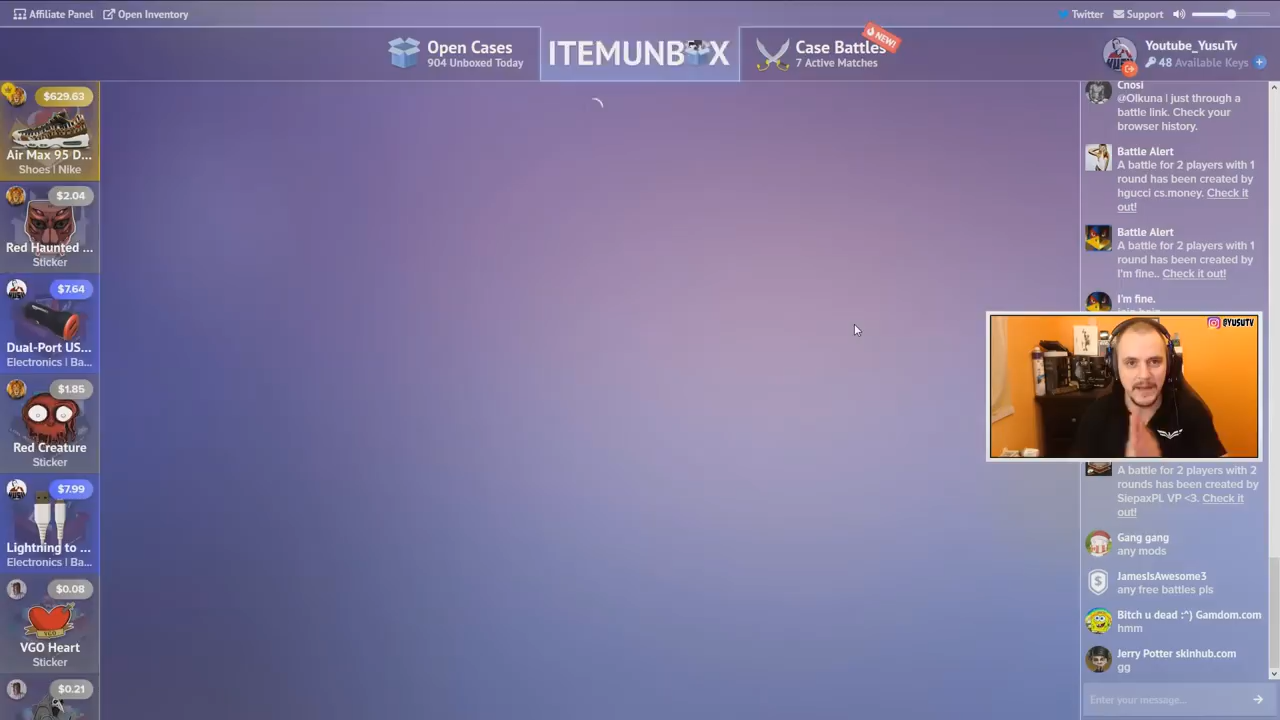 Affiliate Panel
Open Inventory
Twitter
Support
Open Cases
904 Unboxed Today
ITEMUNBOX
Case Battles
NEW!
7 Active Matches
Youtube_YusuTv
48 Available Keys
$629.63
Air Max 95 D...
Shoes | Nike
$2.04
Red Haunted ...
Sticker
$7.64
Dual-Port US...
Electronics | Ba...
$1.85
Red Creature
Sticker
$7.99
Lightning to ...
Electronics | Ba...
$0.08
VGO
VGO Heart
Sticker
$0.21
Cnosi
@Olkuna I just through a
battle link. Check your
browser history.
Battle Alert
A battle for 2 players with 1
round has been created by
hgucci cs.money. Check it
out!
Battle Alert
A battle for 2 players with 1
round has been created by
I'm fine.. Check it out!
I'm fine.
@YUSUTV
A battle for 2 players with 2
rounds has been created by
SiepaxPL VP <3. Check it
out!
Gang gang
any mods
JamesIsAwesome3
any free battles pls
Bitch u dead :^) Gamdom.com
hmm
Jerry Potter skinhub.com
gg
Enter your message...